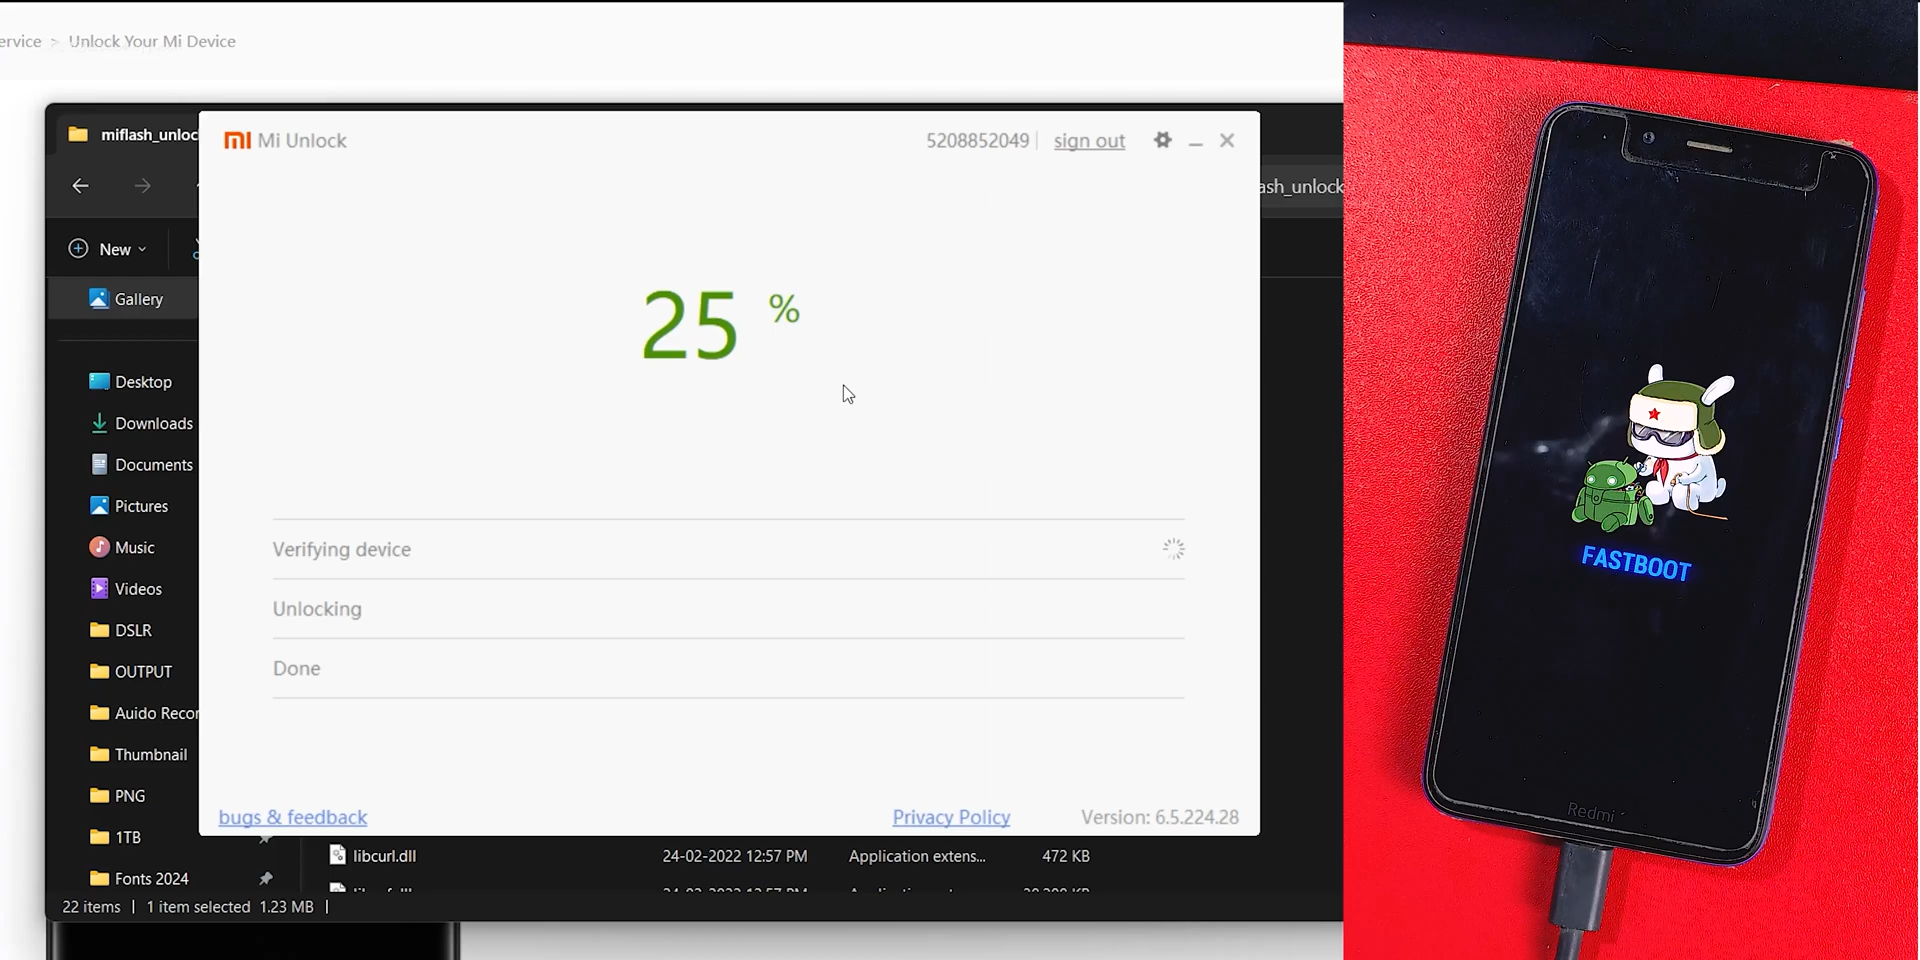 ervice > Unlock Your Mi Device
miflash_unloc
Mi Unlock
5208852049 | sign out
ash_unlock
New
Gallery
25 %
Desktop
Downloads
Documents
Pictures
Music
Videos
DSLR
OUTPUT
Auido Recor
Thumbnail
PNG
1TB
Fonts 2024
Verifying device
Unlocking
Done
bugs & feedback
Privacy Policy
Version: 6.5.224.28
libcurl.dll 24-02-2022 12:57 PM Application extens... 472 KB
22 items | 1 item selected 1.23 MB |
FASTBOOT
Redmi